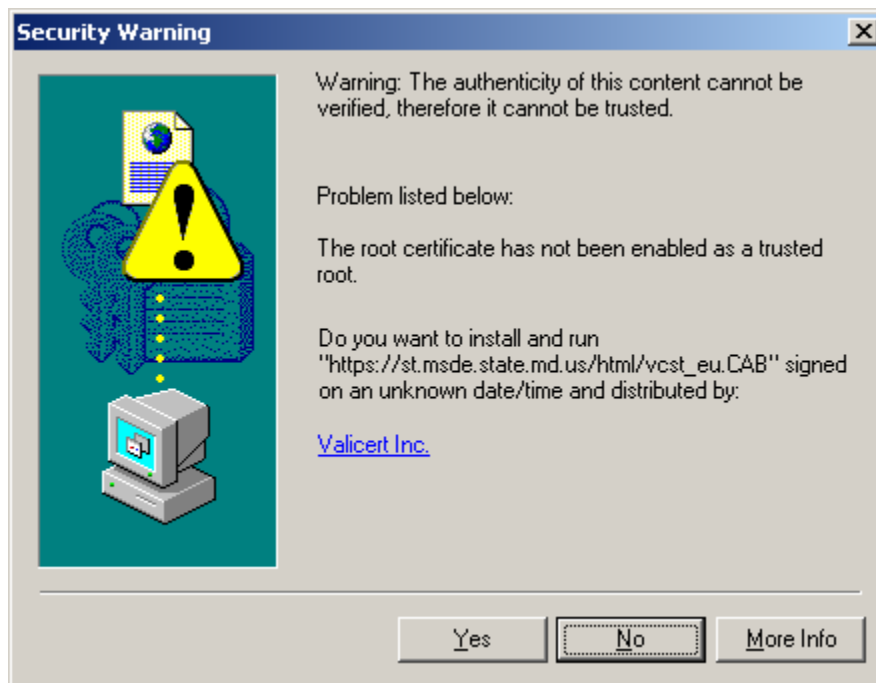 Security Warning
Warning: The authenticity of this content cannot be
verified, therefore it cannot be trusted.
Problem listed below:
The root certificate has not been enabled as a trusted
root.
Do you want to install and run
"https://st.msde.state.md.us/html/vcst_eu.CAB" signed
on an unknown date/time and distributed by:
Valicert Inc.
Yes No More Info